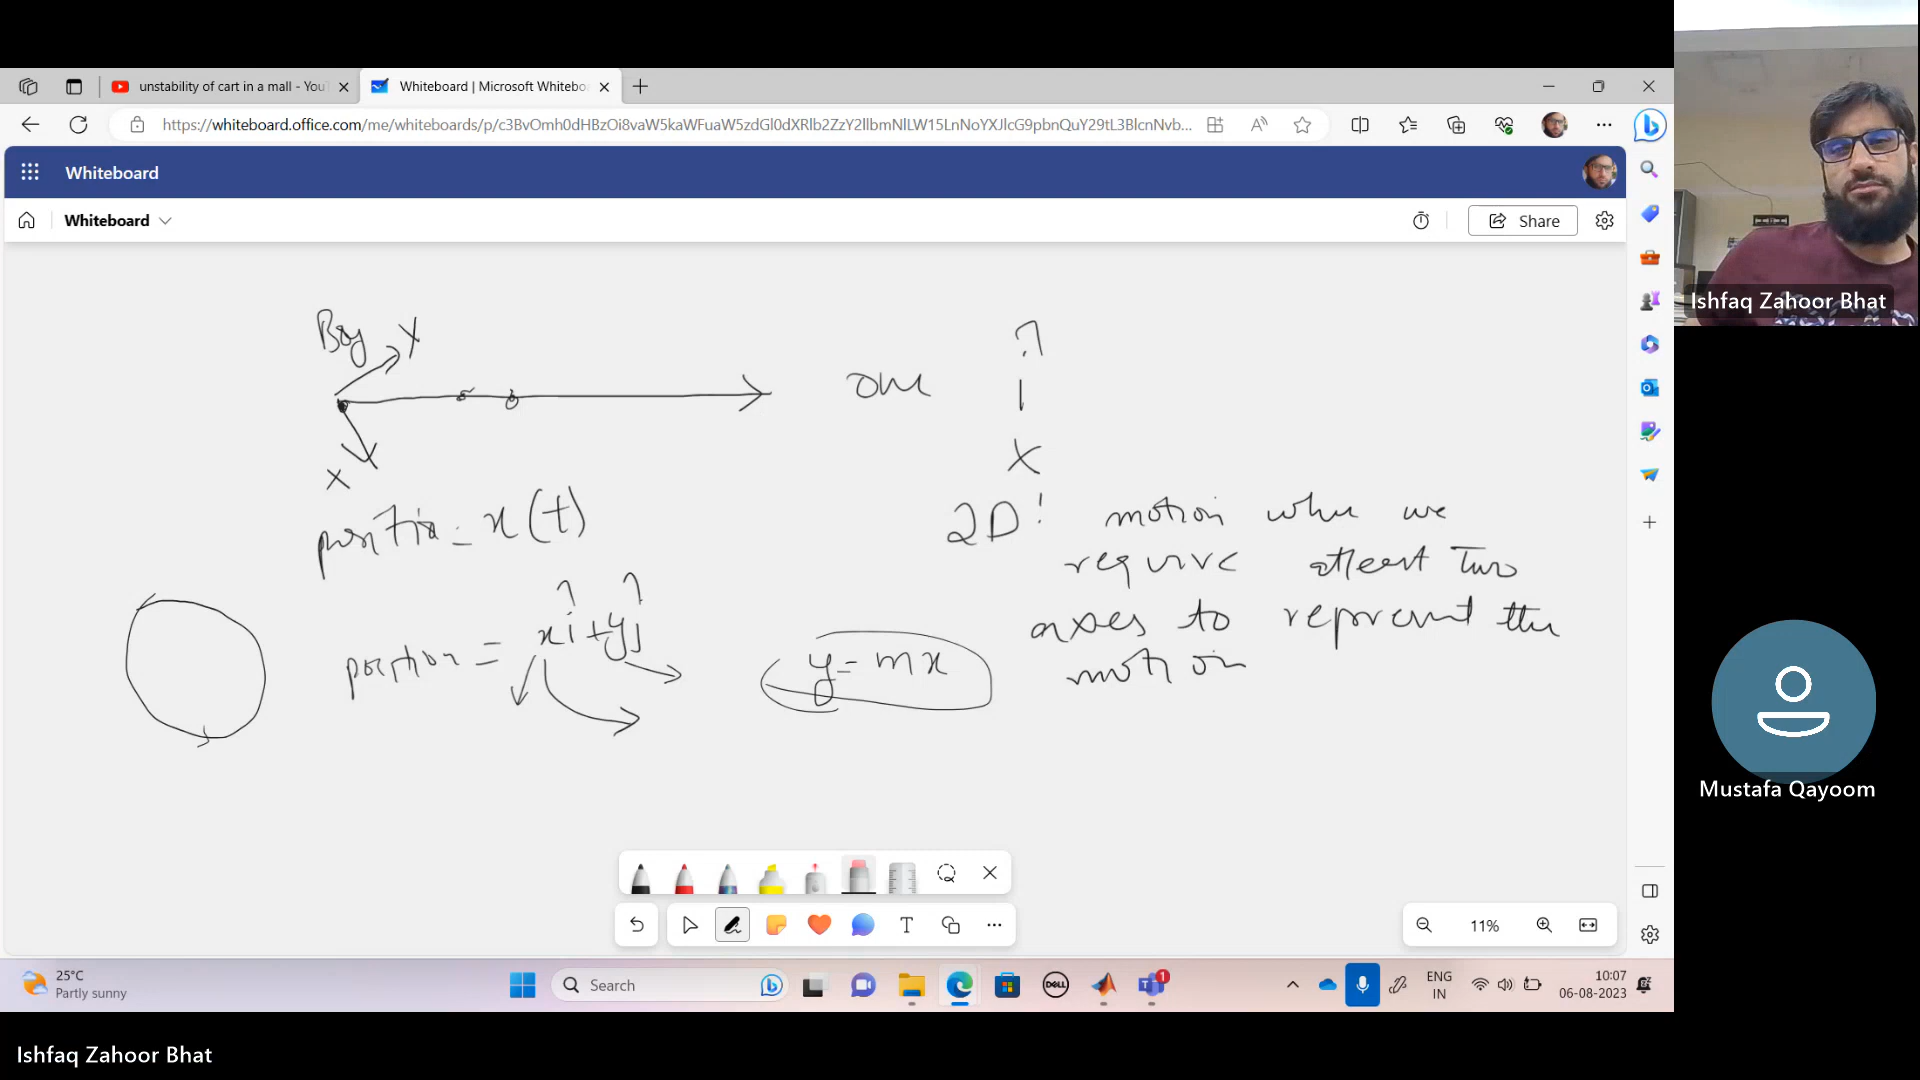 unstability of cart in a mall - You
Whiteboard | Microsoft Whitebo
https://whiteboard.office.com/me/whiteboards/p/c3BvOmh0dHBzOi8vaW5kaWFuaW5zdGl0dXRlb2ZzY2llbmNlLW15LnNoYXJlcG9pbnQuY29tL3BlcnNvb...
Whiteboard
Whiteboard
Share
Ishfaq Zahoor Bhat
Boy X
one
?
1
X
X
position = x(t)
2D: motion when we
require atleast two
axes to represent the
motion
position = xî+yĵ
y=mx
Mustafa Qayoom
T
11%
25°C
Partly sunny
Search
DELL
1
ENG
IN
10:07
06-08-2023
Ishfaq Zahoor Bhat